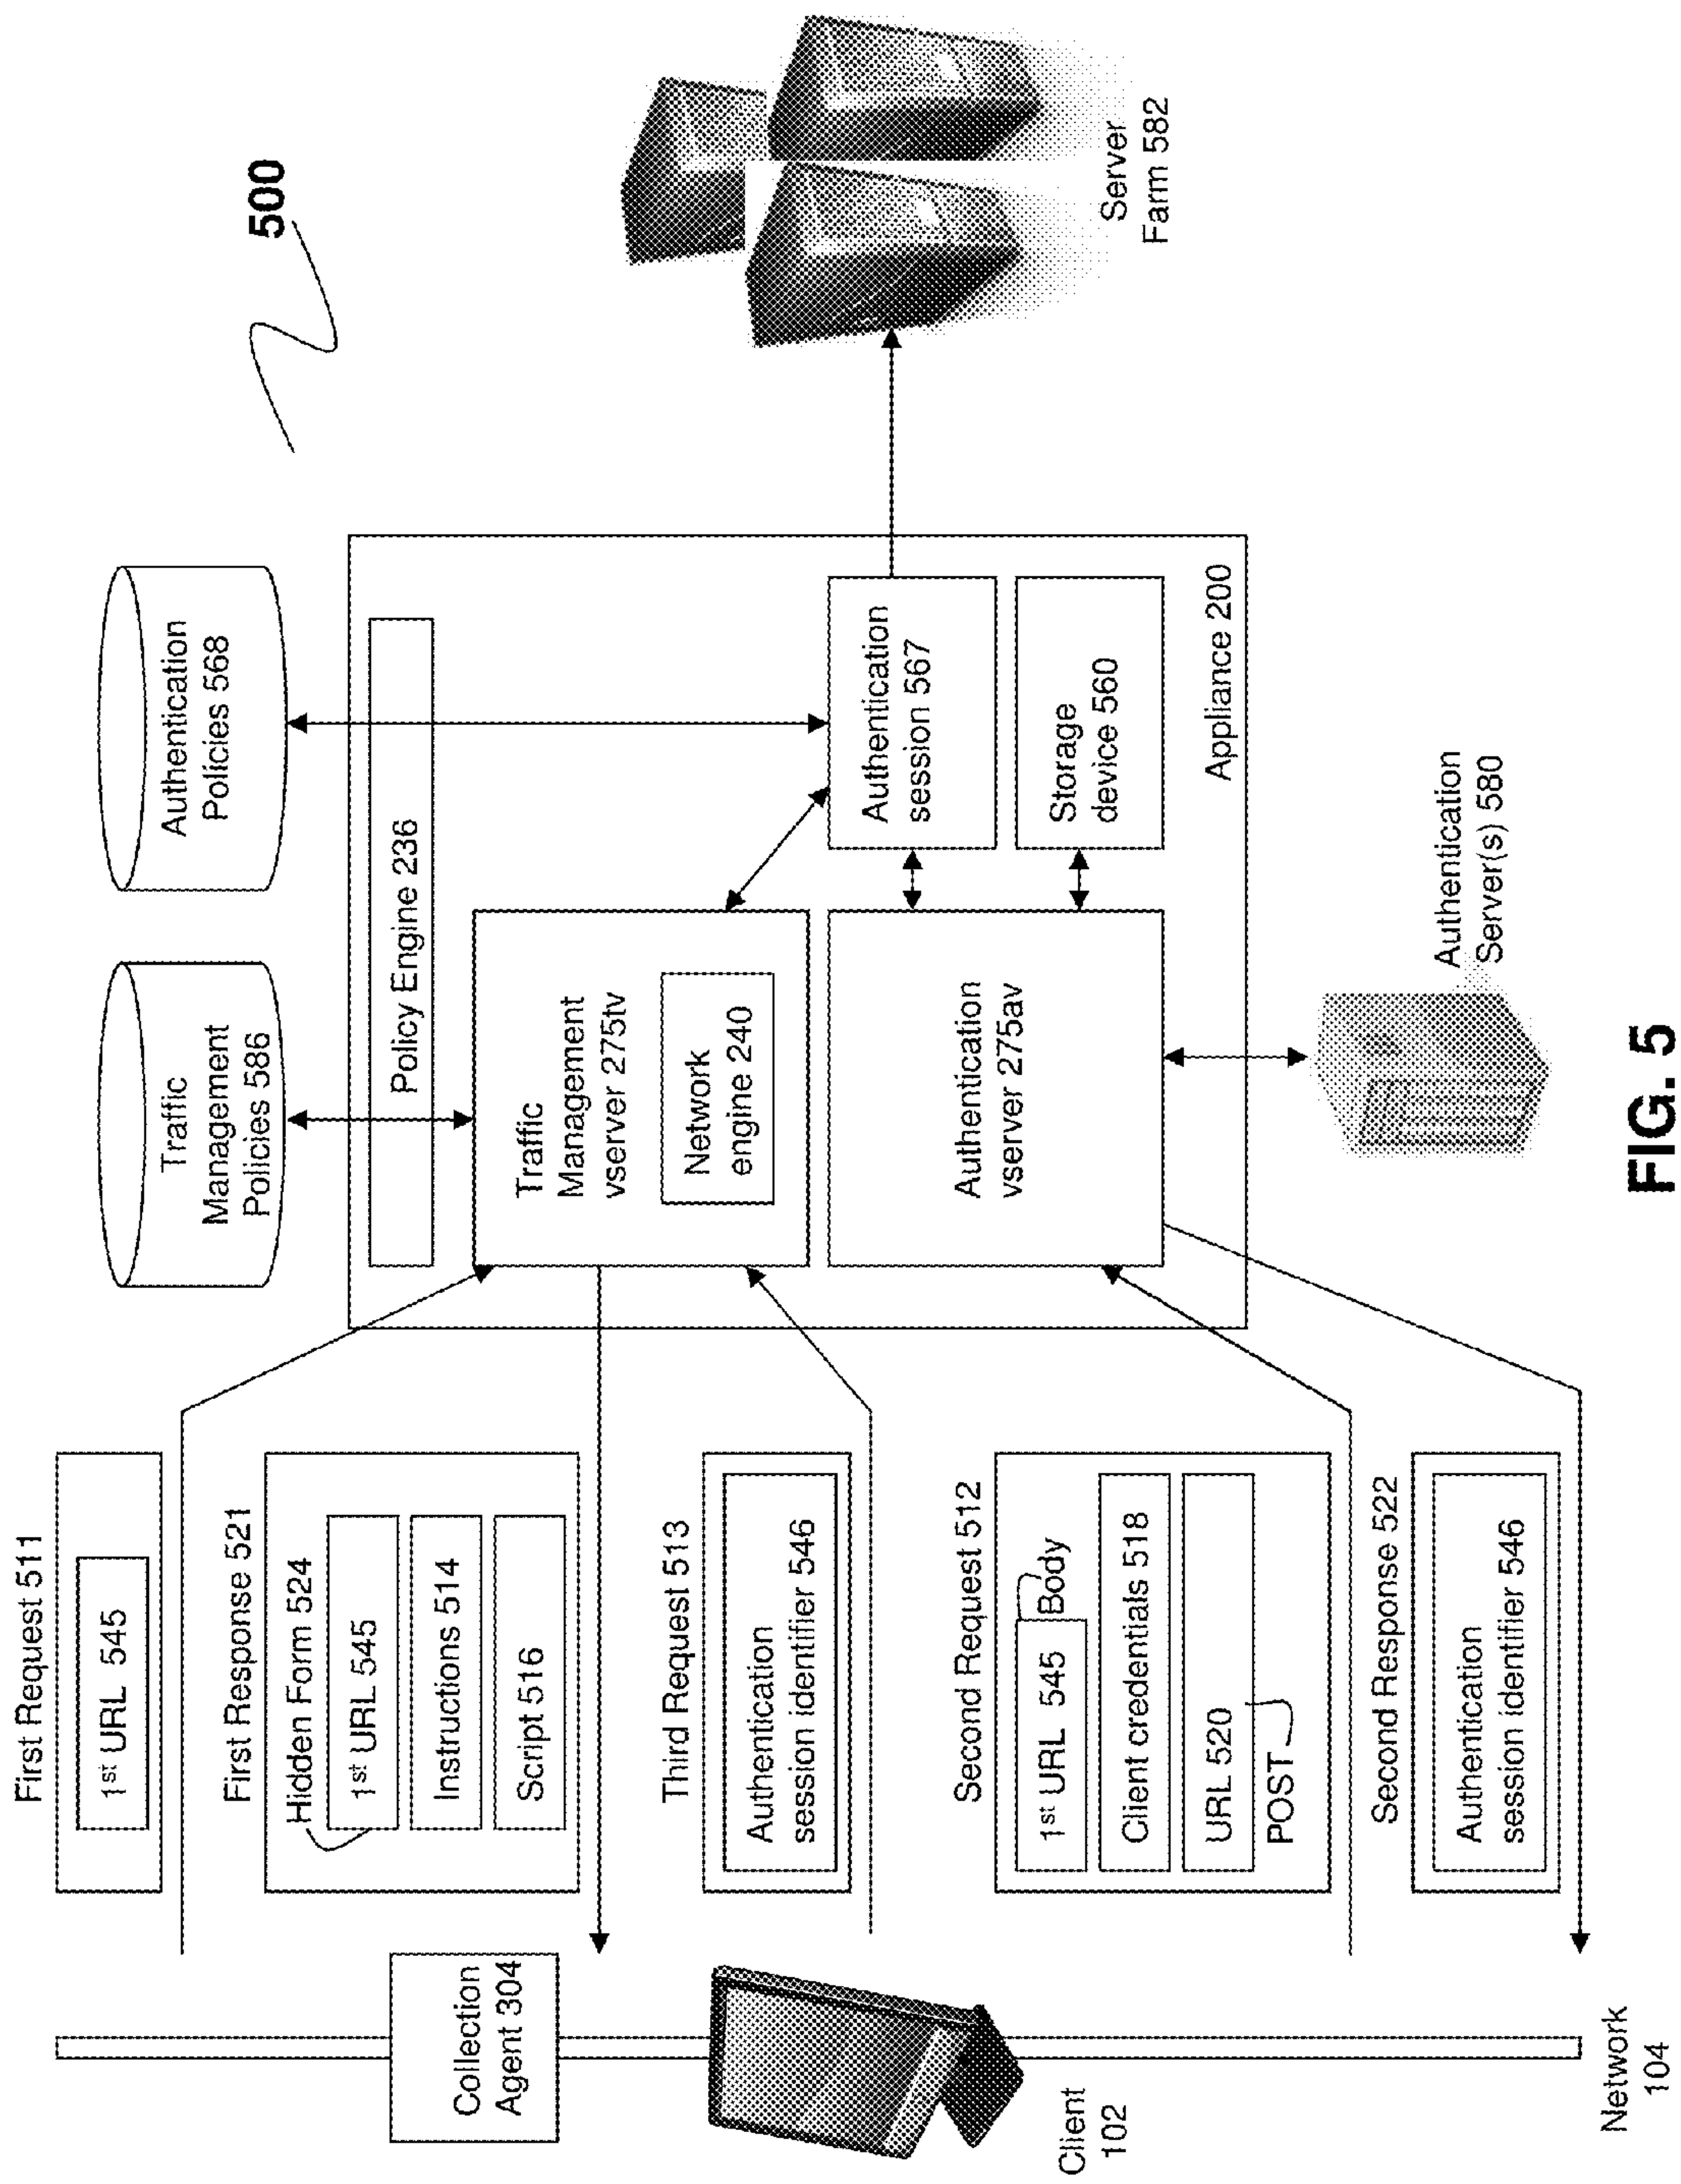 500
First Request 511
1st URL 545
First Response 521
Hidden Form 524
1st URL 545
Instructions 514
Script 516
Third Request 513
Authentication
session identifier 546
Second Request 512
1st URL 545
Body
Client credentials 518
URL 520
POST
Second Response 522
Authentication
session identifier 546
Collection
Agent 304
Client
102
Network
104
Traffic
Management
Policies 586
Authentication
Policies 568
Policy Engine 236
Traffic
Management
vserver 275tv
Network
engine 240
Authentication
vserver 275av
Authentication
session 567
Storage
device 560
Appliance 200
Authentication
Server(s) 580
Server
Farm 582
FIG. 5